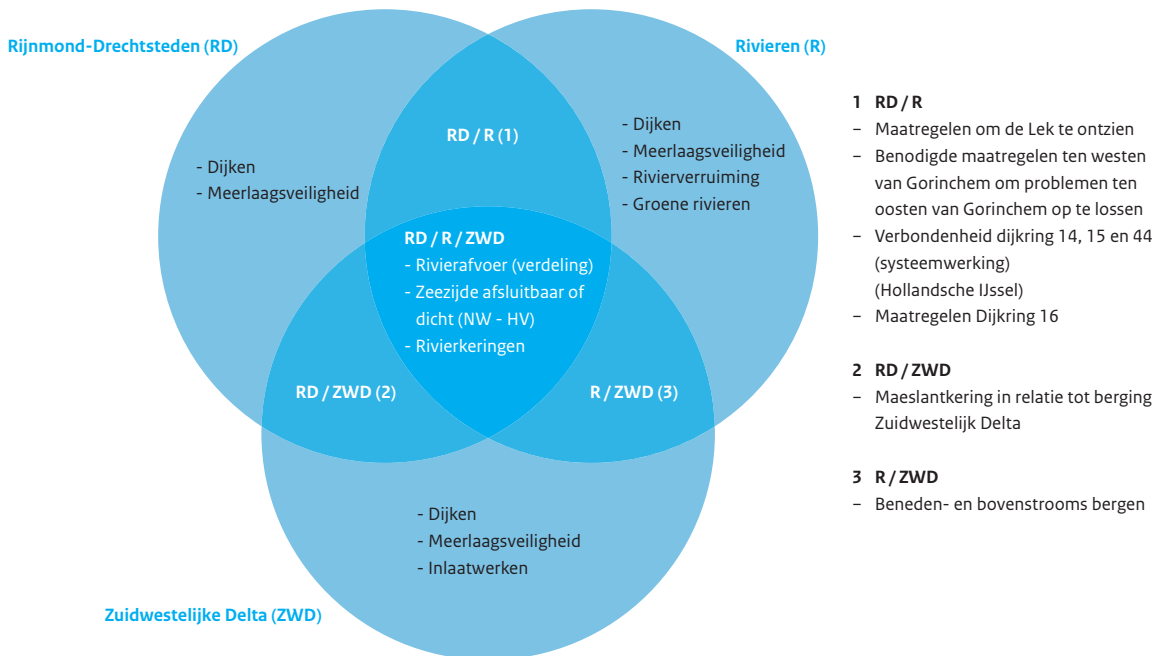 Rijnmond-Drechtsteden (RD)
Rivieren (R)
RD / R (1)
- Dijken
- Meerlaagsveiligheid
- Dijken
- Meerlaagsveiligheid
- Rivierverruiming
- Groene rivieren
RD / R / ZWD
- Rivierafvoer (verdeling)
- Zeezijde afsluitbaar of
dicht (NW - HV)
- Rivierkeringen
RD / ZWD (2)
R / ZWD (3)
- Dijken
- Meerlaagsveiligheid
- Inlaatwerken
Zuidwestelijke Delta (ZWD)
1 RD / R
– Maatregelen om de Lek te ontzien
– Benodigde maatregelen ten westen
van Gorinchem om problemen ten
oosten van Gorinchem op te lossen
– Verbondenheid dijkring 14, 15 en 44
(systeemwerking)
(Hollandsche IJssel)
– Maatregelen Dijkring 16
2 RD / ZWD
– Maeslantkering in relatie tot berging
Zuidwestelijk Delta
3 R / ZWD
– Beneden- en bovenstrooms bergen